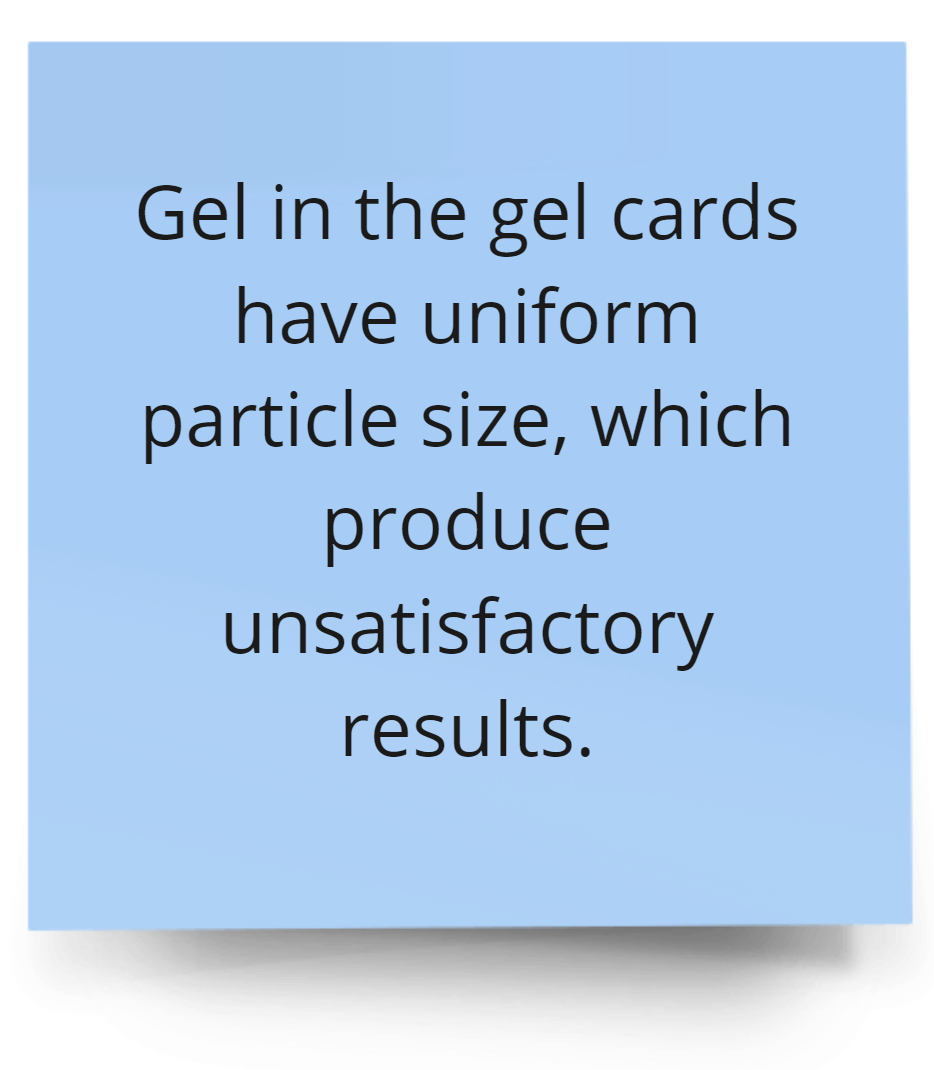 Gel in the gel cards
have uniform
particle size, which
produce
unsatisfactory
results.